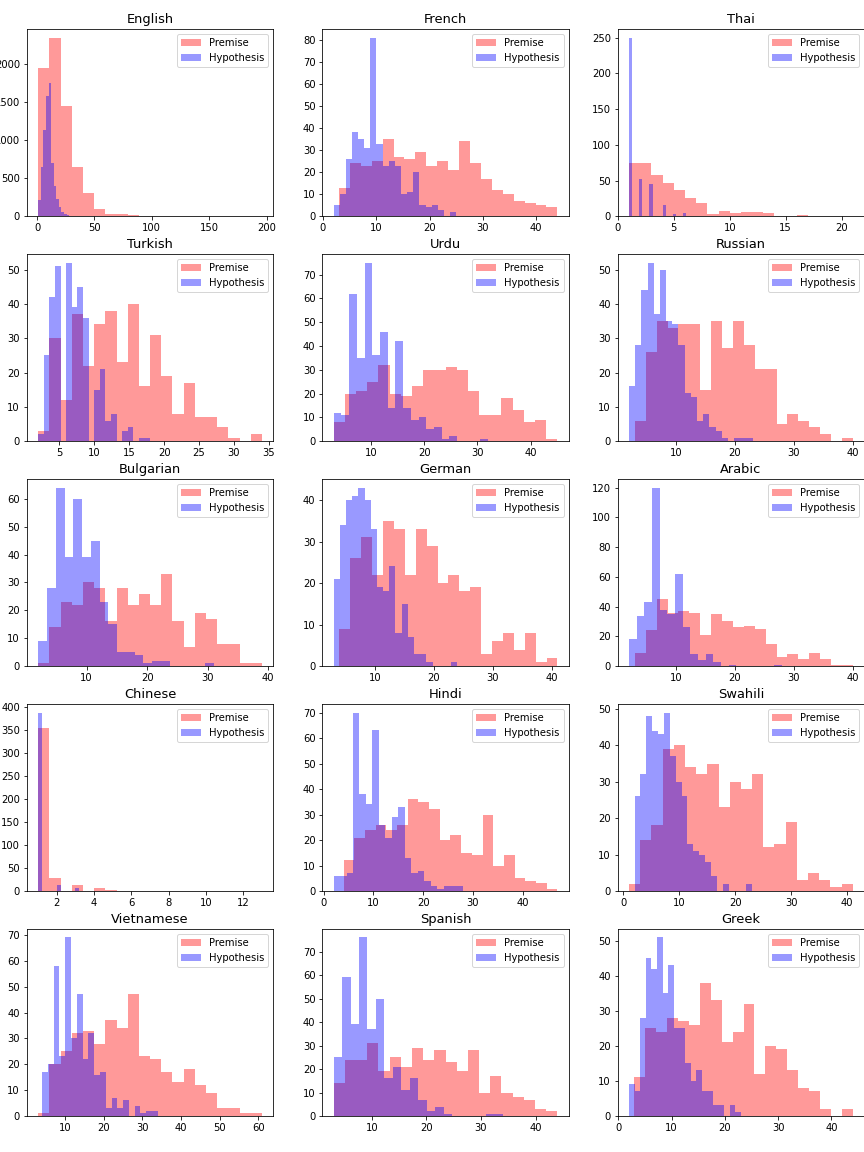 English French Thai
Premise Premise Premise
Hypothesis Hypothesis Hypothesis
80 250
70 200
60
50 150
40
30 100
500 20 50
10
0 0 0
0 50 100 150 200 0 10 20 30 40 0 5 10 15 20
Turkish Urdu Russian
Premise Premise Premise
Hypothesis Hypothesis Hypothesis
50 70 50
60
40 50 40
30 40 30
20 30 20
20
10 10 10
0 0 0
5 10 15 20 25 30 35 10 20 30 40 10 20 30 40
Bulgarian German Arabic
Premise Premise Premise
Hypothesis Hypothesis Hypothesis
60 40 120
50 100
40 30 80
30 20 60
20 40
10 10 20
0 0 0
10 20 30 40 10 20 30 40 10 20 30 40
Chinese Hindi Swahili
Premise Premise Premise
Hypothesis Hypothesis Hypothesis
400 70 50
350 60
300 50 40
250 40 30
200 30
150 20 20
100 10
50 10
0 0 0
2 4 6 8 10 12 0 10 20 30 40 0 10 20 30 40
Vietnamese Spanish Greek
Premise Premise Premise
Hypothesis Hypothesis Hypothesis
70 70 50
60 60
50 50 40
40 40 30
30 30 20
20 20
10 10 10
0 0 0
10 20 30 40 50 60 10 20 30 40 0 10 20 30 40